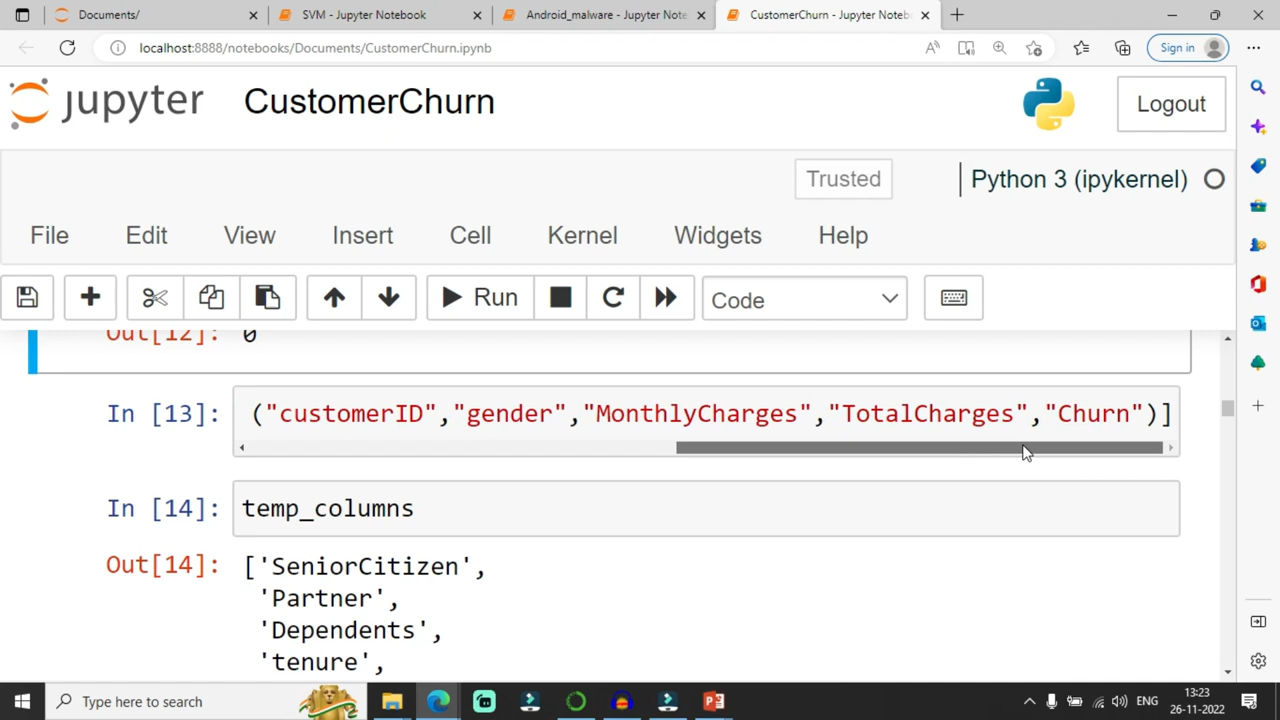 Documents/
SVM - Jupyter Notebook
Android_malware - Jupyter Note
CustomerChurn - Jupyter Noteb
localhost:8888/notebooks/Documents/CustomerChurn.ipynb
Sign in
jupyter
CustomerChurn
Logout
Trusted
Python 3 (ipykernel)
File
Edit
View
Insert
Cell
Kernel
Widgets
Help
Run
Code
Out[12]: 0
In [13]: ("customerID","gender","MonthlyCharges","TotalCharges","Churn")]
In [14]: temp_columns
Out[14]: ['SeniorCitizen',
'Partner',
'Dependents',
'tenure',
Type here to search
ENG
13:23
26-11-2022